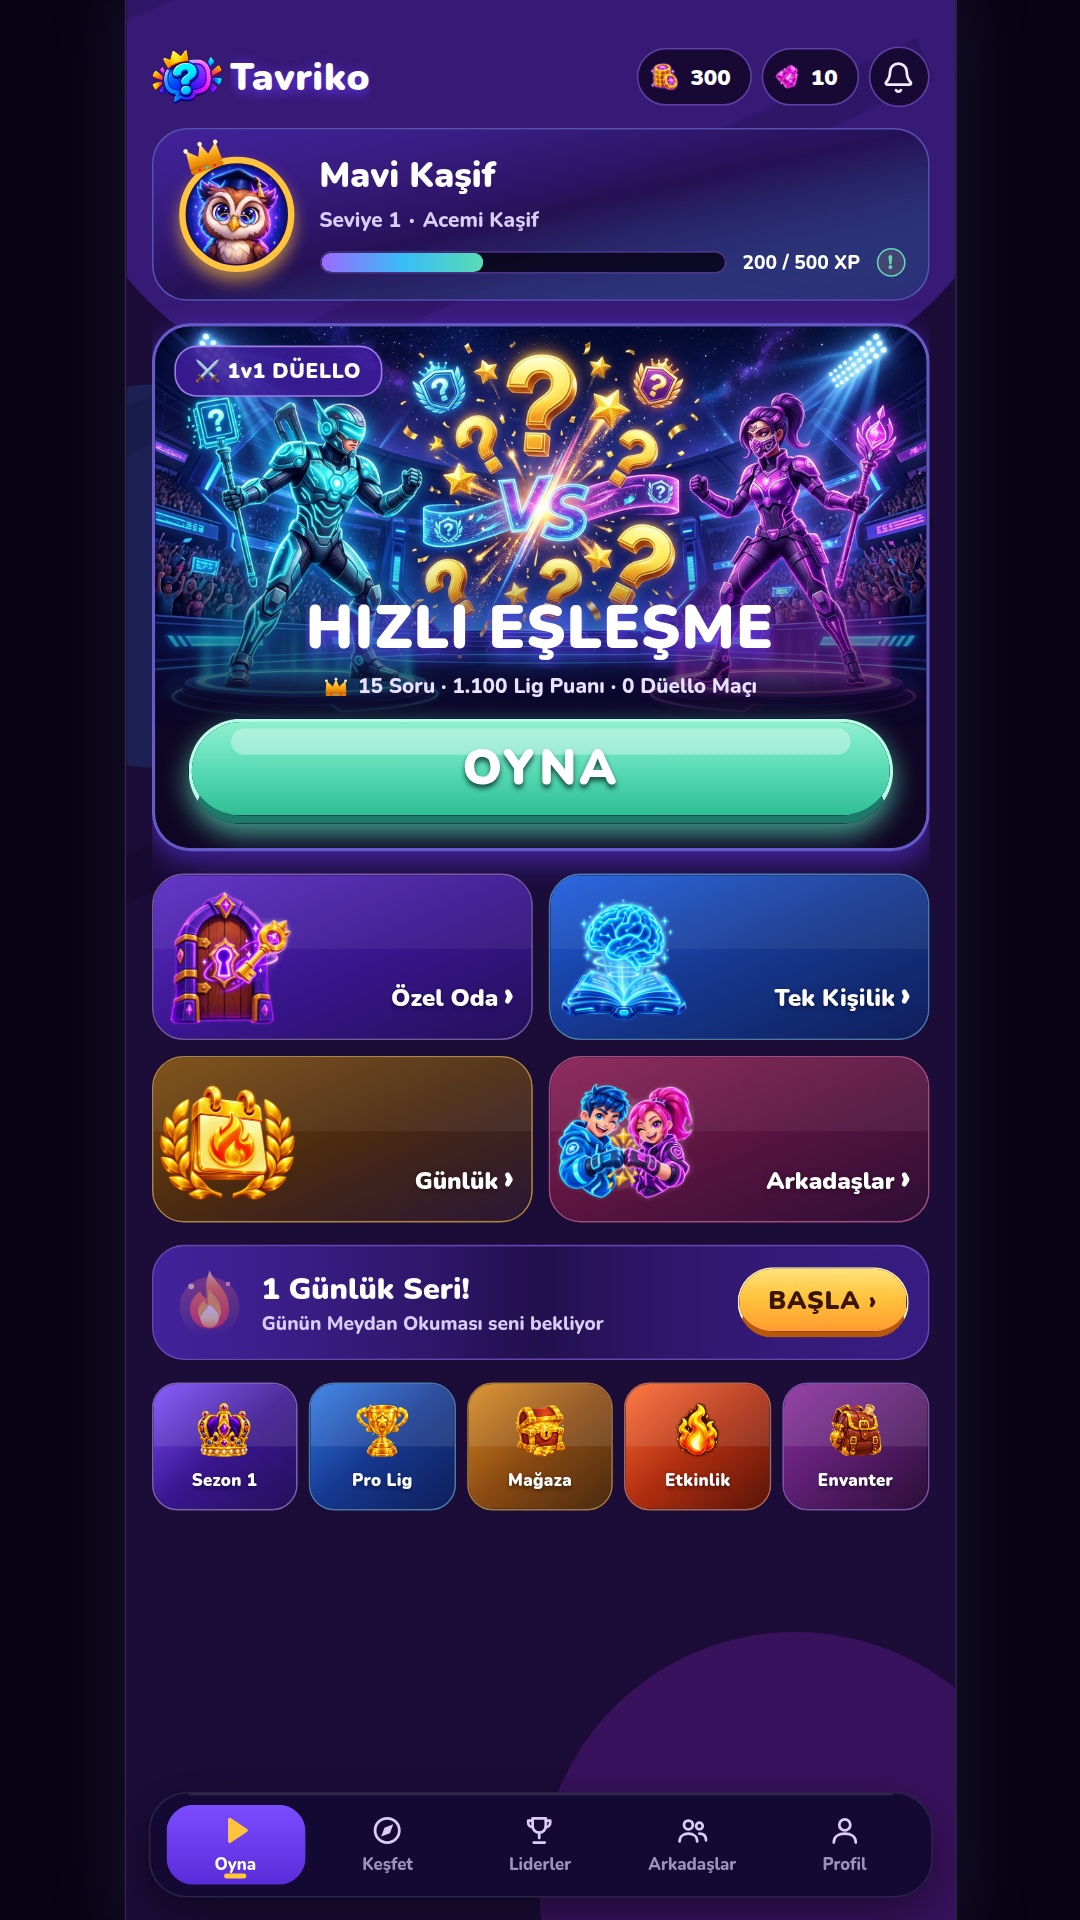 Tavriko
300
10
Mavi Kaşif
Seviye 1 · Acemi Kaşif
200 / 500 XP
!
1v1 DÜELLO
VS
HIZLI EŞLEŞME
15 Soru · 1.100 Lig Puanı · 0 Düello Maçı
OYNA
Özel Oda ›
Tek Kişilik ›
Günlük ›
Arkadaşlar ›
1 Günlük Seri!
Günün Meydan Okuması seni bekliyor
BAŞLA ›
Sezon 1
Pro Lig
Mağaza
Etkinlik
Envanter
Oyna
Keşfet
Liderler
Arkadaşlar
Profil